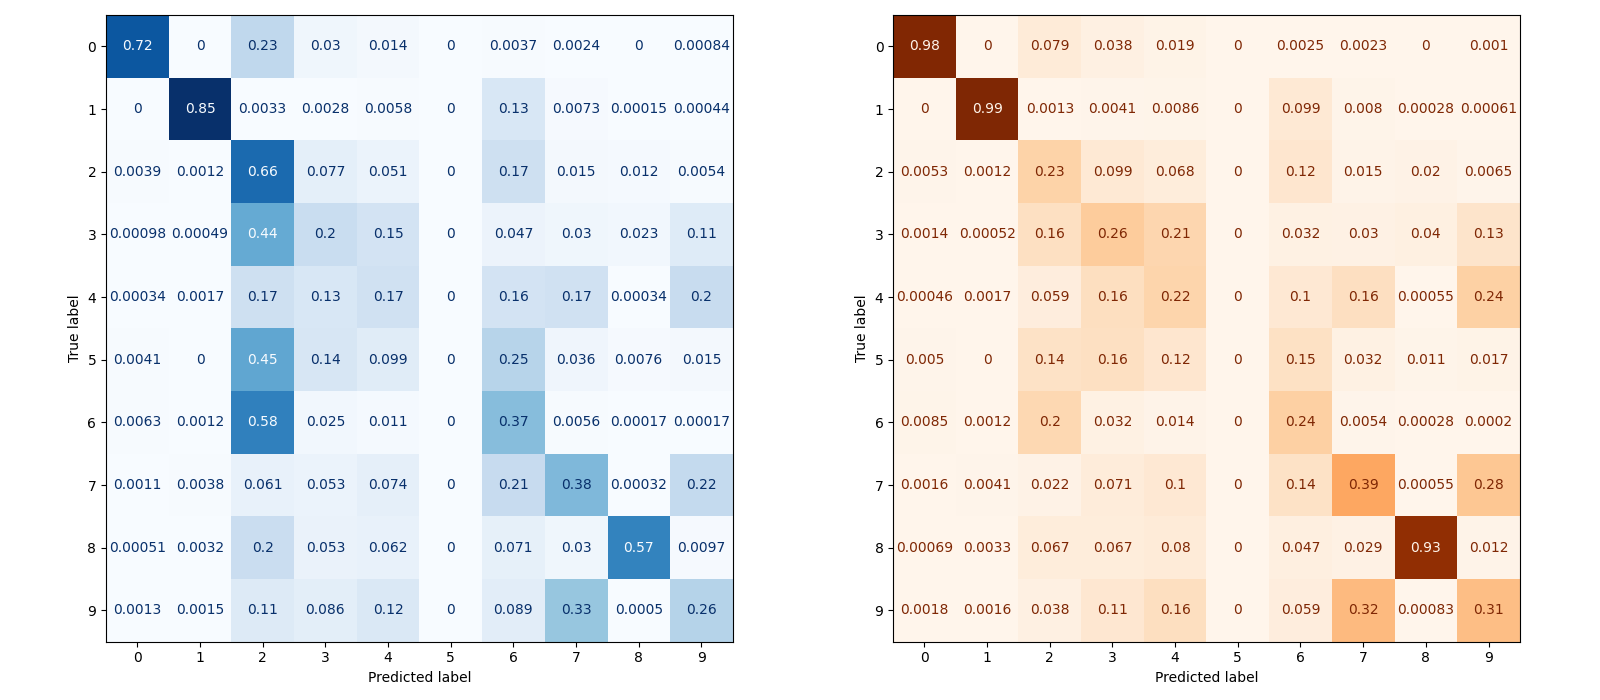 0 0.72 0 0.23 0.03 0.014 0 0.0037 0.0024 0 0.00084
1 0 0.85 0.0033 0.0028 0.0058 0 0.13 0.0073 0.00015 0.00044
2 0.0039 0.0012 0.66 0.077 0.051 0 0.17 0.015 0.012 0.0054
3 0.00098 0.00049 0.44 0.2 0.15 0 0.047 0.03 0.023 0.11
4 0.00034 0.0017 0.17 0.13 0.17 0 0.16 0.17 0.00034 0.2
5 0.0041 0 0.45 0.14 0.099 0 0.25 0.036 0.0076 0.015
6 0.0063 0.0012 0.58 0.025 0.011 0 0.37 0.0056 0.00017 0.00017
7 0.0011 0.0038 0.061 0.053 0.074 0 0.21 0.38 0.00032 0.22
8 0.00051 0.0032 0.2 0.053 0.062 0 0.071 0.03 0.57 0.0097
9 0.0013 0.0015 0.11 0.086 0.12 0 0.089 0.33 0.0005 0.26
0 1 2 3 4 5 6 7 8 9
Predicted label
True label
0 0.98 0 0.079 0.038 0.019 0 0.0025 0.0023 0 0.001
1 0 0.99 0.0013 0.0041 0.0086 0 0.099 0.008 0.00028 0.00061
2 0.0053 0.0012 0.23 0.099 0.068 0 0.12 0.015 0.02 0.0065
3 0.0014 0.00052 0.16 0.26 0.21 0 0.032 0.03 0.04 0.13
4 0.00046 0.0017 0.059 0.16 0.22 0 0.1 0.16 0.00055 0.24
5 0.005 0 0.14 0.16 0.12 0 0.15 0.032 0.011 0.017
6 0.0085 0.0012 0.2 0.032 0.014 0 0.24 0.0054 0.00028 0.0002
7 0.0016 0.0041 0.022 0.071 0.1 0 0.14 0.39 0.00055 0.28
8 0.00069 0.0033 0.067 0.067 0.08 0 0.047 0.029 0.93 0.012
9 0.0018 0.0016 0.038 0.11 0.16 0 0.059 0.32 0.00083 0.31
0 1 2 3 4 5 6 7 8 9
Predicted label
True label